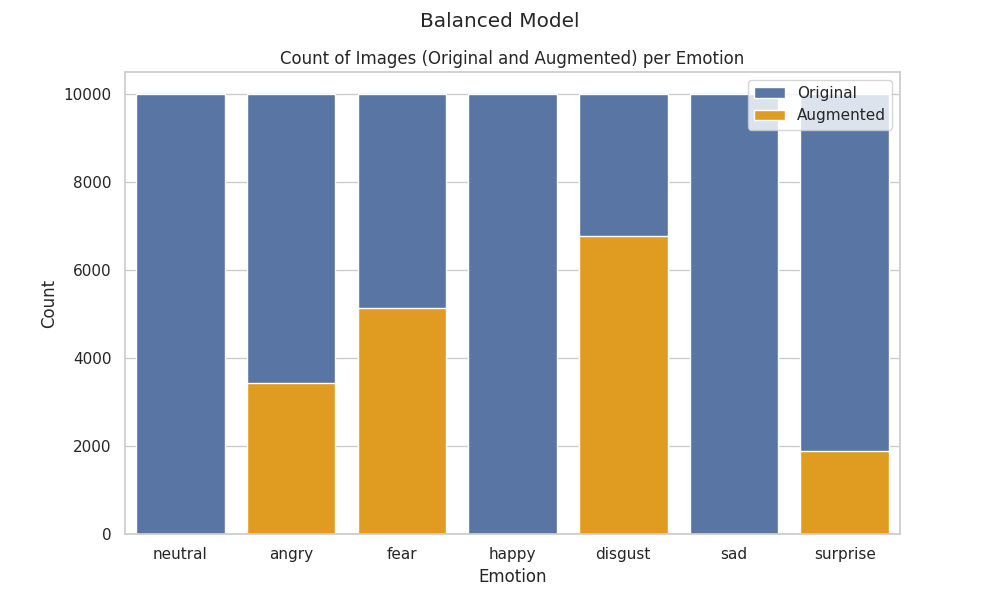 Balanced Model
Count of Images (Original and Augmented) per Emotion
Original
Augmented
10000
8000
6000
4000
2000
0
Count
neutral angry fear happy disgust sad surprise
Emotion